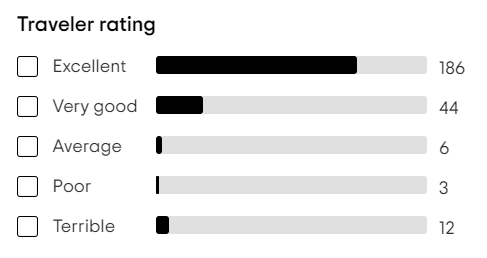 Traveler rating
Excellent 186
Very good 44
Average 6
Poor 3
Terrible 12